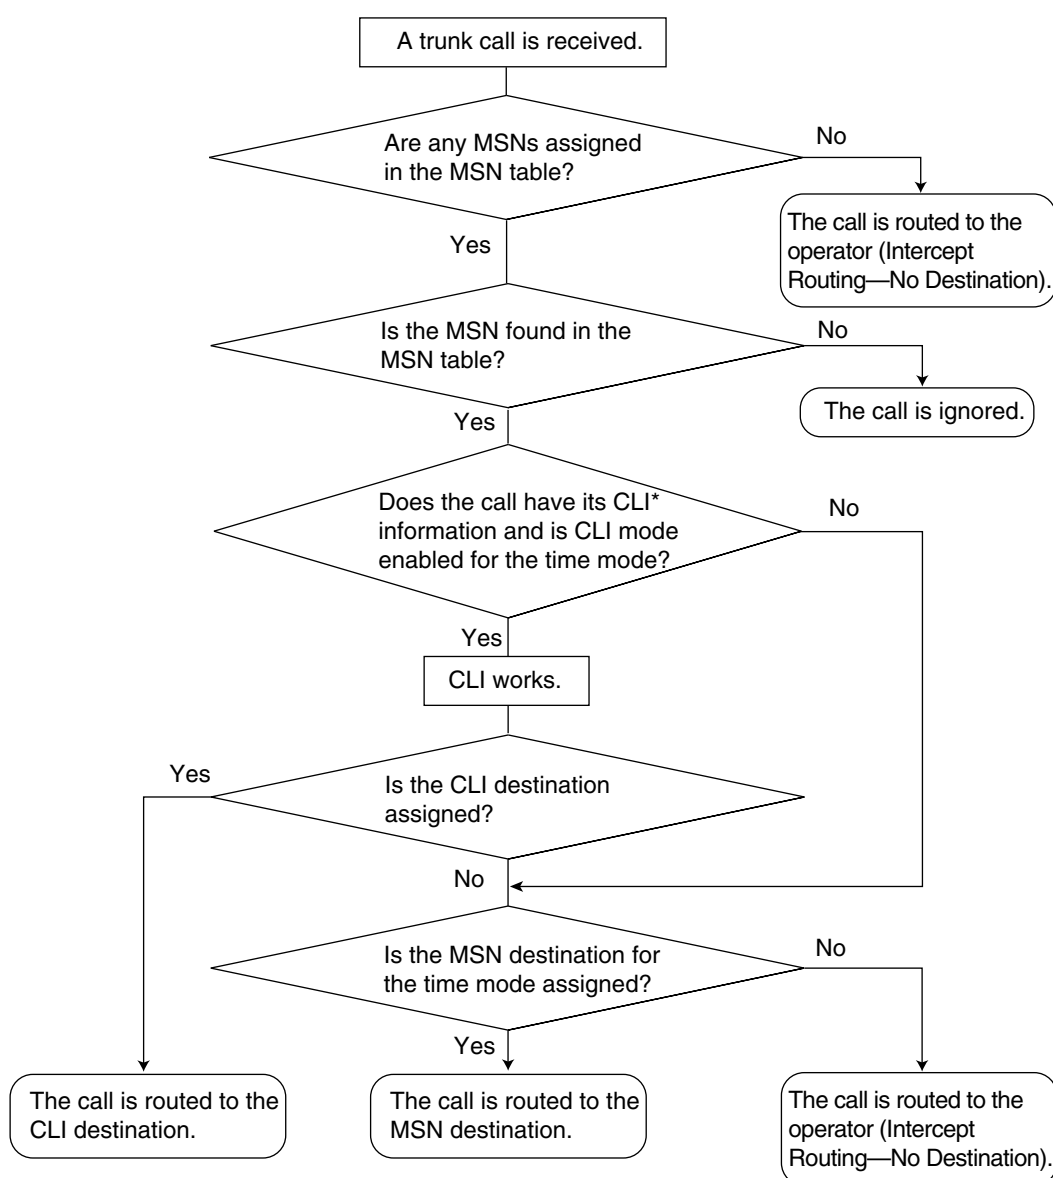 A trunk call is received.
Are any MSNs assigned
in the MSN table?
No
The call is routed to the
operator (Intercept
Routing—No Destination).
Yes
Is the MSN found in the
MSN table?
No
The call is ignored.
Yes
Does the call have its CLI*
information and is CLI mode
enabled for the time mode?
No
Yes
CLI works.
Yes
Is the CLI destination
assigned?
No
Is the MSN destination for
the time mode assigned?
No
Yes
The call is routed to the
CLI destination.
The call is routed to the
MSN destination.
The call is routed to the
operator (Intercept
Routing—No Destination).